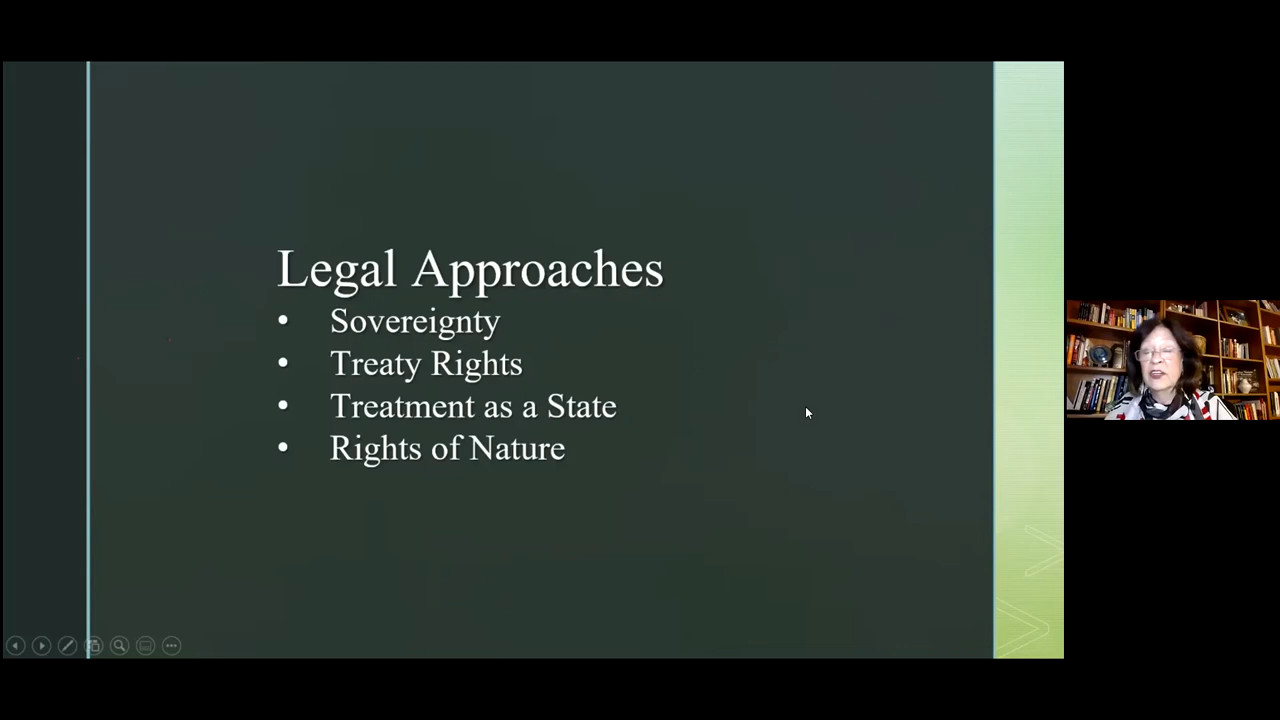 Legal Approaches
• Sovereignty
• Treaty Rights
• Treatment as a State
• Rights of Nature